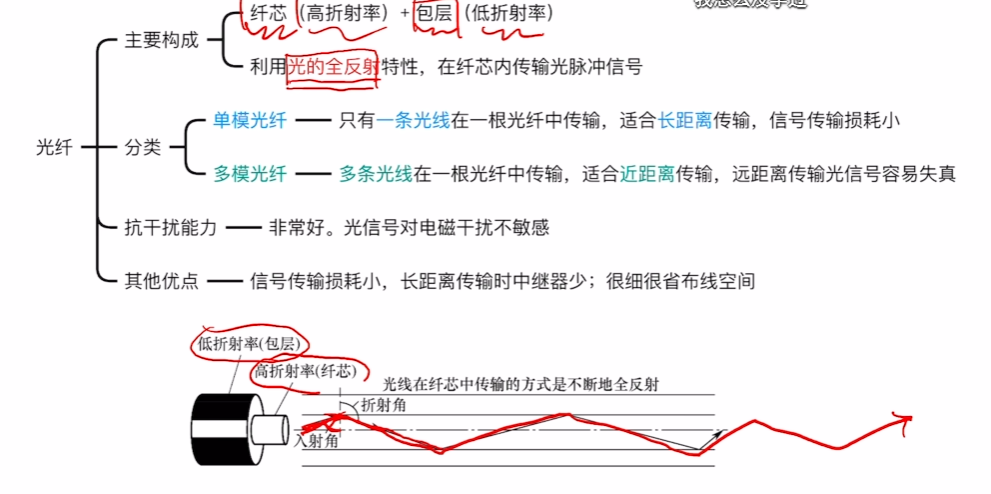 纤芯（高折射率）+ 包层（低折射率）
主要构成
利用光的全反射特性，在纤芯内传输光脉冲信号
单模光纤 只有一条光线在一根光纤中传输，适合长距离传输，信号传输损耗小
光纤 分类
多模光纤 多条光线在一根光纤中传输，适合近距离传输，远距离传输光信号容易失真
抗干扰能力 非常好。光信号对电磁干扰不敏感
其他优点 信号传输损耗小，长距离传输时中继器少；很细很省布线空间
低折射率(包层)
高折射率(纤芯)
光线在纤芯中传输的方式是不断地全反射
折射角
入射角